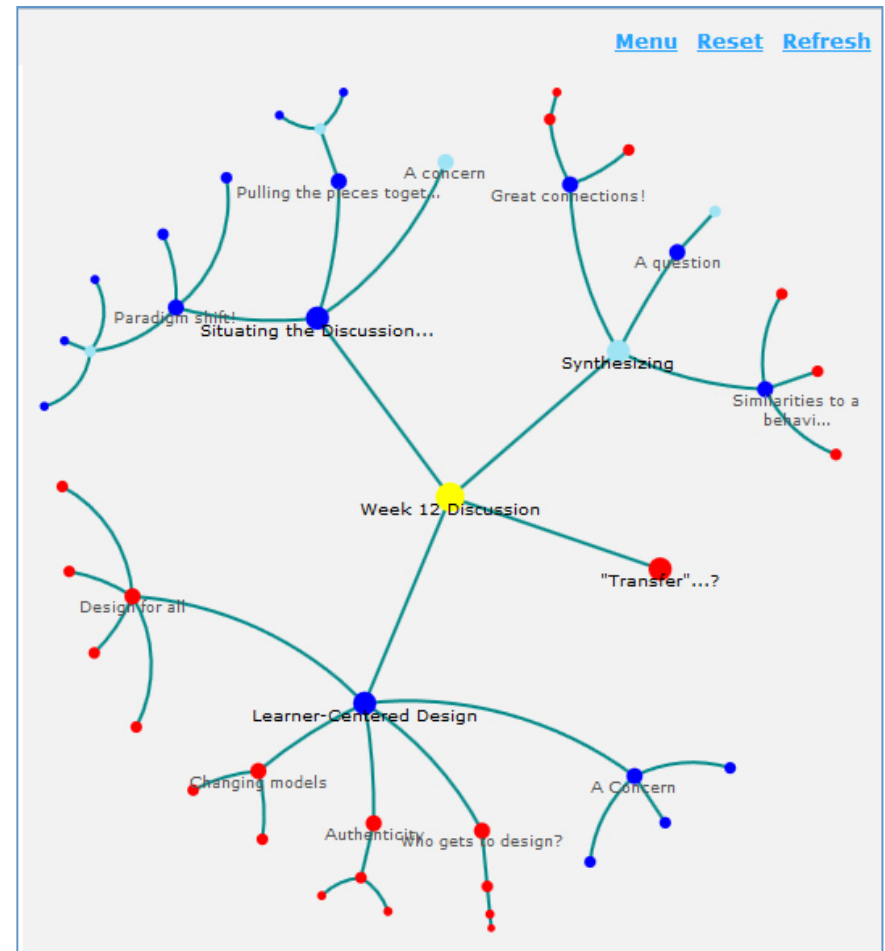 Menu Reset Refresh
A concern
Pulling the pieces toget...
Great connections!
A question
Paradigm shift!
Situating the Discussion...
Synthesizing
Similarities to a
behavi...
Week 12 Discussion
"Transfer"...?
Design for all
Learner-Centered Design
Changing models
A Concern
Authenticity
Who gets to design?